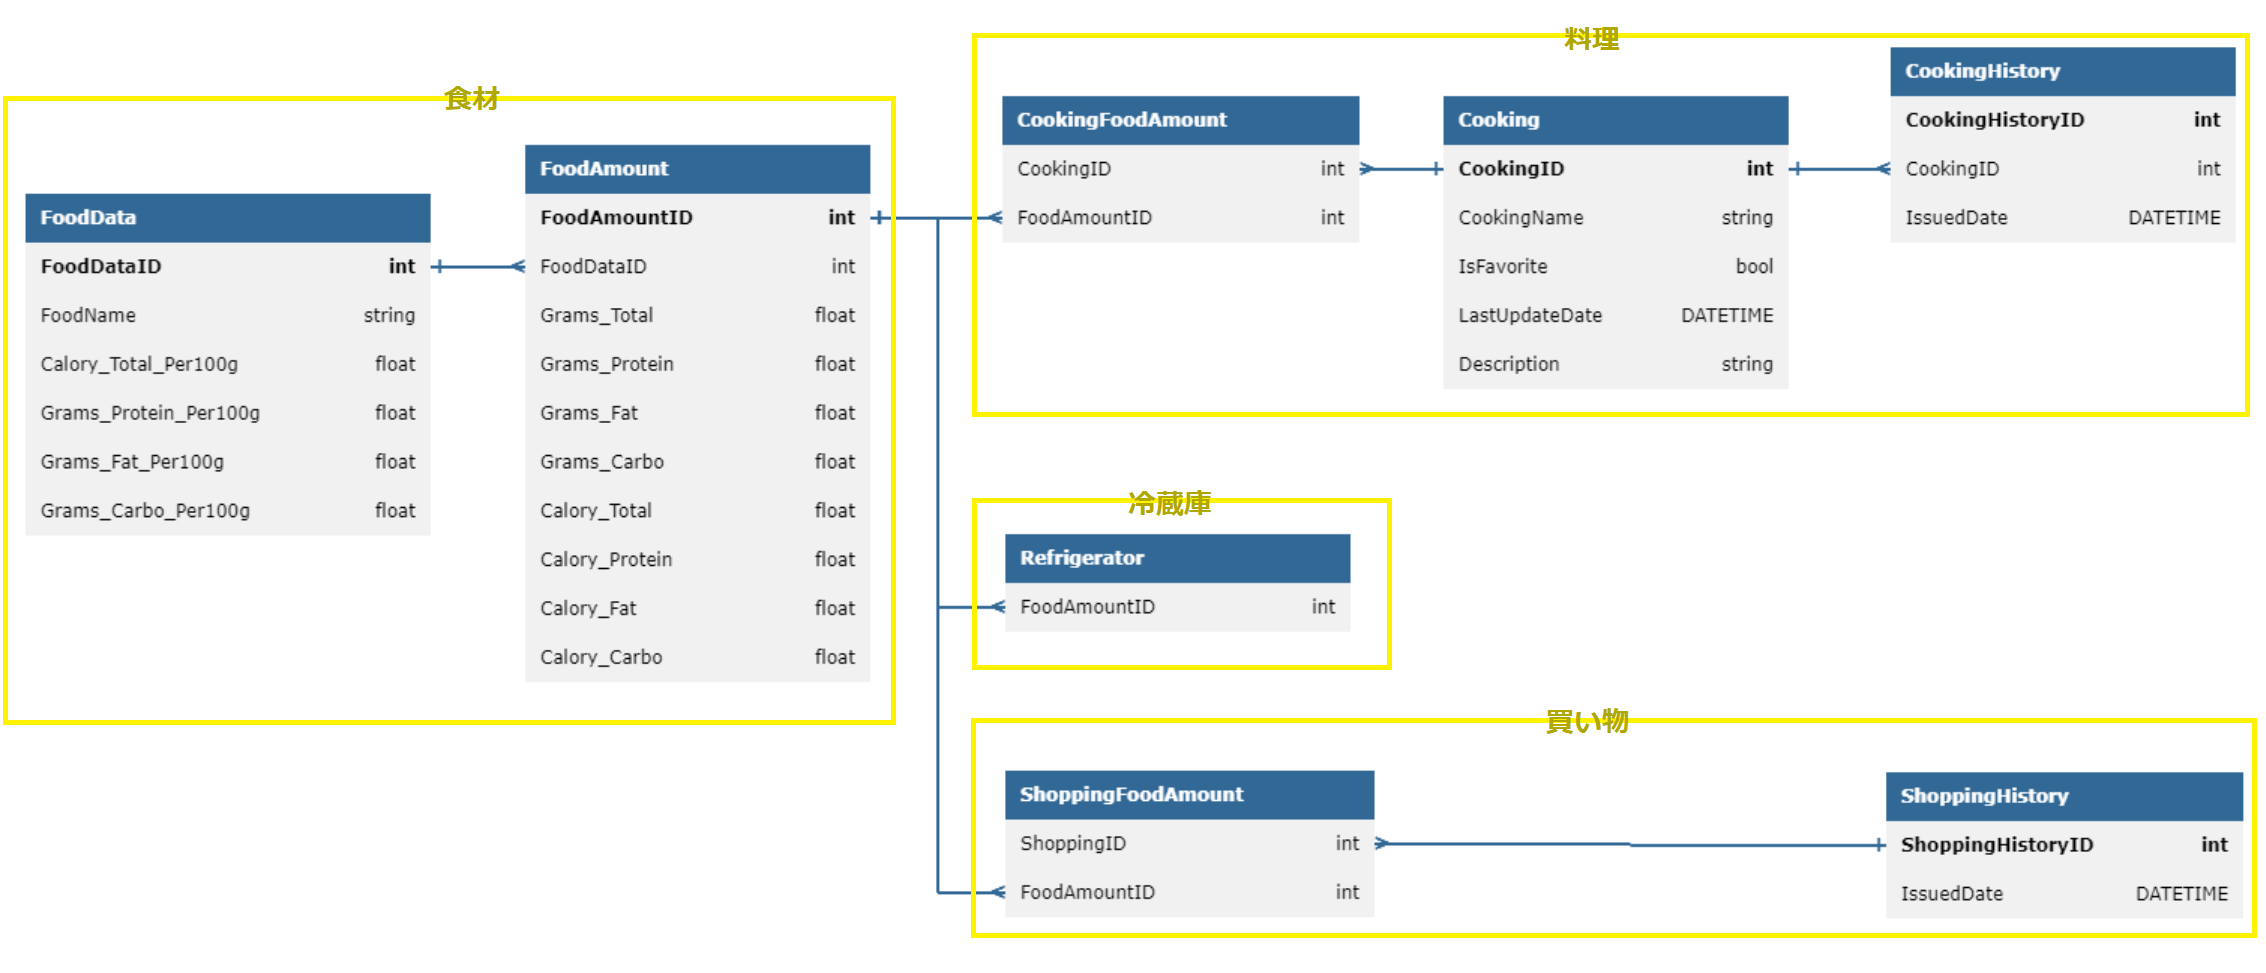 食材
FoodData
FoodDataID int
FoodName string
Calory_Total_Per100g float
Grams_Protein_Per100g float
Grams_Fat_Per100g float
Grams_Carbo_Per100g float
FoodAmount
FoodAmountID int
FoodDataID int
Grams_Total float
Grams_Protein float
Grams_Fat float
Grams_Carbo float
Calory_Total float
Calory_Protein float
Calory_Fat float
Calory_Carbo float
料理
CookingFoodAmount
CookingID int
FoodAmountID int
Cooking
CookingID int
CookingName string
IsFavorite bool
LastUpdateDate DATETIME
Description string
CookingHistory
CookingHistoryID int
CookingID int
IssuedDate DATETIME
冷蔵庫
Refrigerator
FoodAmountID int
買い物
ShoppingFoodAmount
ShoppingID int
FoodAmountID int
ShoppingHistory
ShoppingHistoryID int
IssuedDate DATETIME